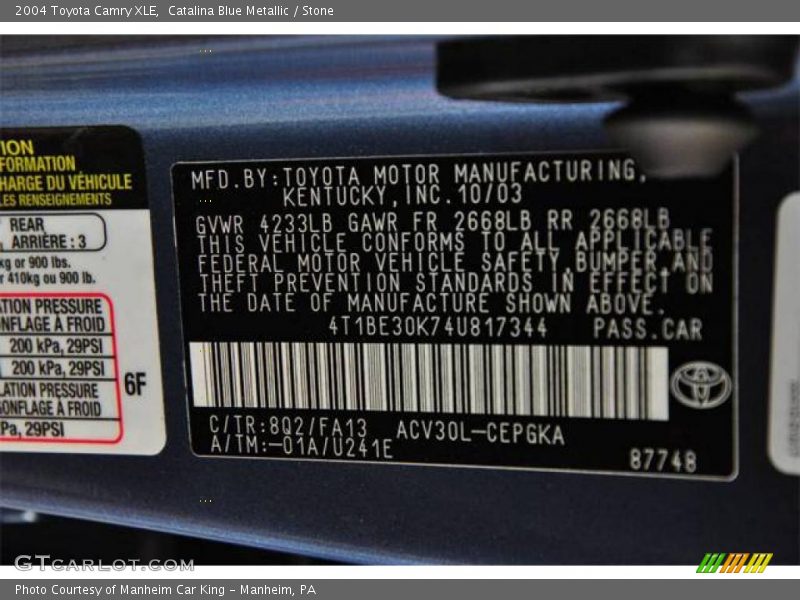 2004 Toyota Camry XLE,  Catalina Blue Metallic / Stone
ION
FORMATION
HARGE DU VÉHICULE
LES RENSEIGNEMENTS
REAR
ARRIÈRE : 3
kg or 900 lbs.
r 410kg ou 900 lb.
TION PRESSURE
NFLAGE À FROID
200 kPa, 29PSI
200 kPa, 29PSI
LATION PRESSURE
GONFLAGE À FROID
Pa, 29PSI
6F
MFD.BY:TOYOTA MOTOR MANUFACTURING,
KENTUCKY,INC.10/03
GVWR 4233LB GAWR FR 2668LB RR 2668LB
THIS VEHICLE CONFORMS TO ALL APPLICABLE
FEDERAL MOTOR VEHICLE SAFETY,BUMPER,AND
THEFT PREVENTION STANDARDS IN EFFECT ON
THE DATE OF MANUFACTURE SHOWN ABOVE.
4T1BE30K74U817344 PASS.CAR
C/TR:8Q2/FA13 ACV30L-CEPGKA
A/TM:-01A/U241E
87748
GTCARLOT.COM
Photo Courtesy of Manheim Car King - Manheim, PA